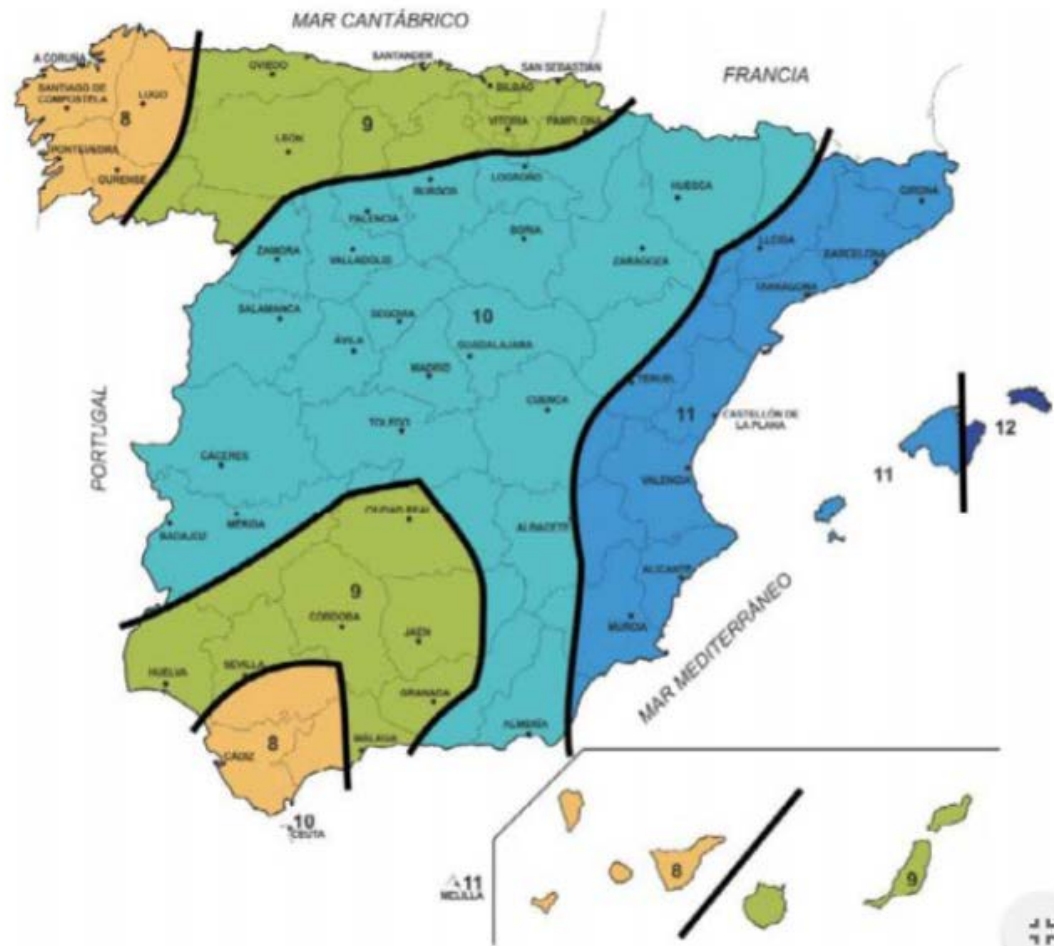 MAR CANTÁBRICO
A CORUÑA
SANTANDER
SAN SEBASTIÁN
FRANCIA
OVIEDO
BILBAO
SANTIAGO DE
COMPOSTELA
LUGO
8
9
VITORIA
PAMPLONA
LEÓN
PONTEVEDRA
OURENSE
LOGROÑO
BURGOS
HUESCA
GIRONA
PALENCIA
SORIA
ZAMORA
VALLADOLID
ZARAGOZA
LLEIDA
BARCELONA
TARRAGONA
SALAMANCA
SEGOVIA
10
ÁVILA
GUADALAJARA
MADRID
TERUEL
PORTUGAL
CUENCA
TOLEDO
11
CASTELLÓN DE
LA PLANA
12
11
CÁCERES
VALENCIA
MÉRIDA
BADAJOZ
CIUDAD REAL
ALBACETE
ALICANTE
9
CÓRDOBA
JAÉN
MURCIA
MAR MEDITERRÁNEO
HUELVA
SEVILLA
GRANADA
ALMERÍA
MÁLAGA
8
CÁDIZ
10
CEUTA
11
MELILLA
8
9